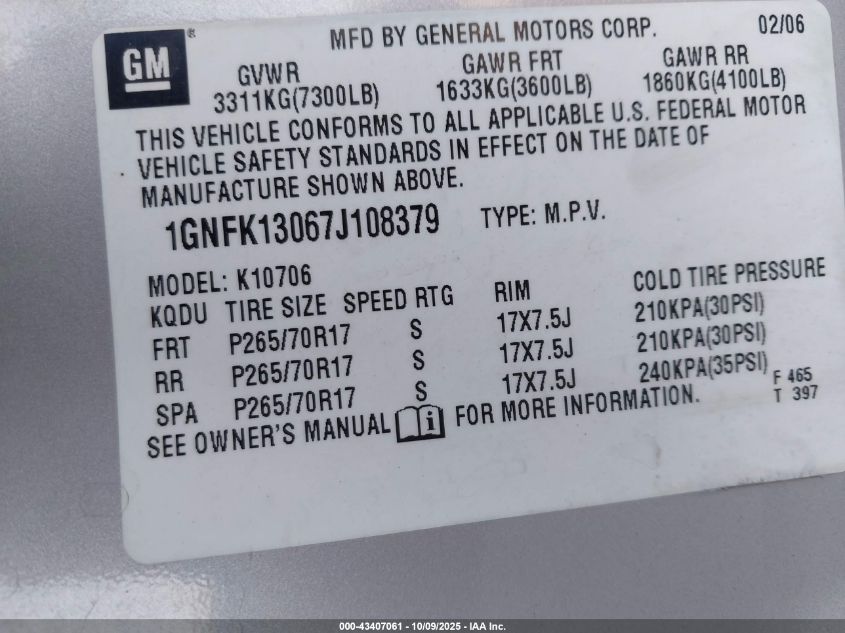 GM ®
MFD BY GENERAL MOTORS CORP. 02/06
GVWR GAWR FRT GAWR RR
3311KG(7300LB) 1633KG(3600LB) 1860KG(4100LB)
THIS VEHICLE CONFORMS TO ALL APPLICABLE U.S. FEDERAL MOTOR
VEHICLE SAFETY STANDARDS IN EFFECT ON THE DATE OF
MANUFACTURE SHOWN ABOVE.
1GNFK13067J108379 TYPE: M.P.V.
MODEL: K10706
KQDU TIRE SIZE SPEED RTG RIM COLD TIRE PRESSURE
FRT P265/70R17 S 17X7.5J 210KPA(30PSI)
RR P265/70R17 S 17X7.5J 210KPA(30PSI)
SPA P265/70R17 S 17X7.5J 240KPA(35PSI)
F 465
T 397
SEE OWNER'S MANUAL i FOR MORE INFORMATION.
000-43407061 - 10/09/2025 - IAA Inc.